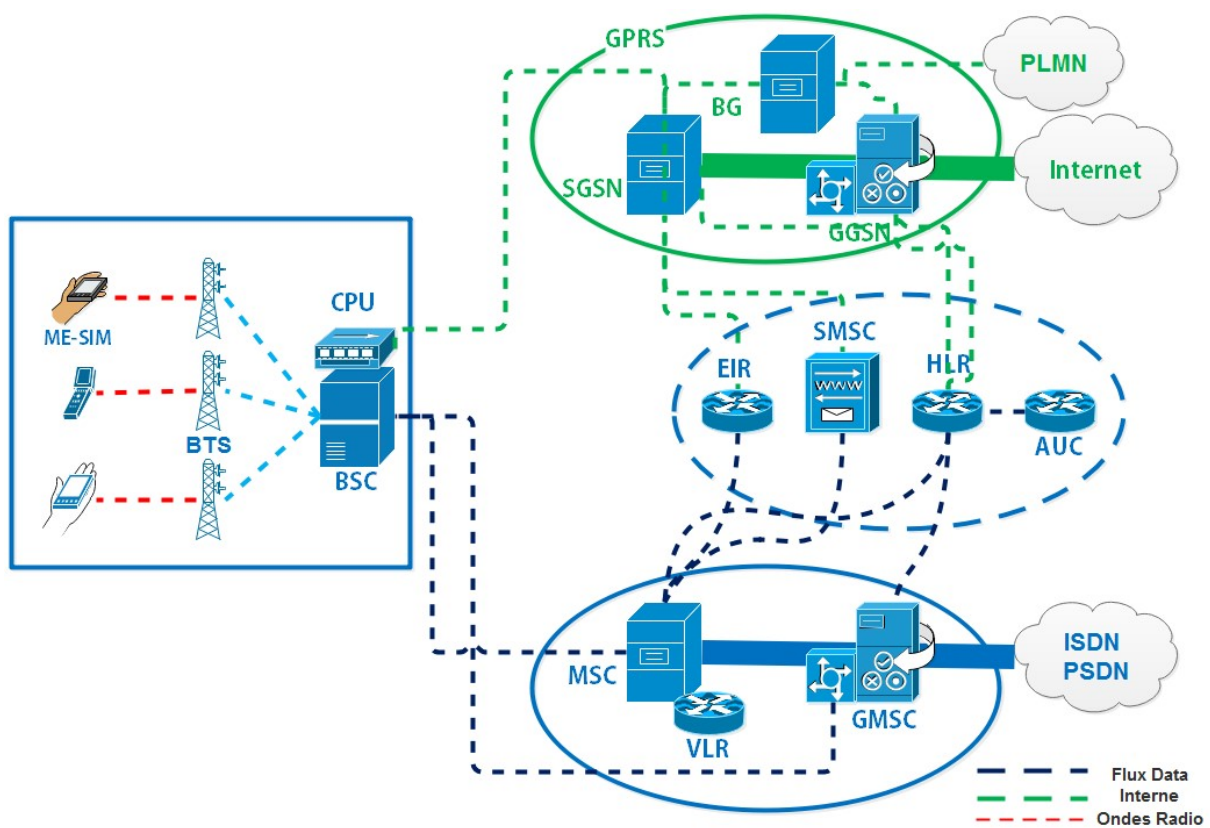 GPRS
PLMN
BG
Internet
SGSN
GGSN
CPU
ME-SIM
SMSC
EIR
HLR
www
BTS
BSC
AUC
ISDN
PSDN
MSC
GMSC
VLR
Flux Data
Interne
Ondes Radio